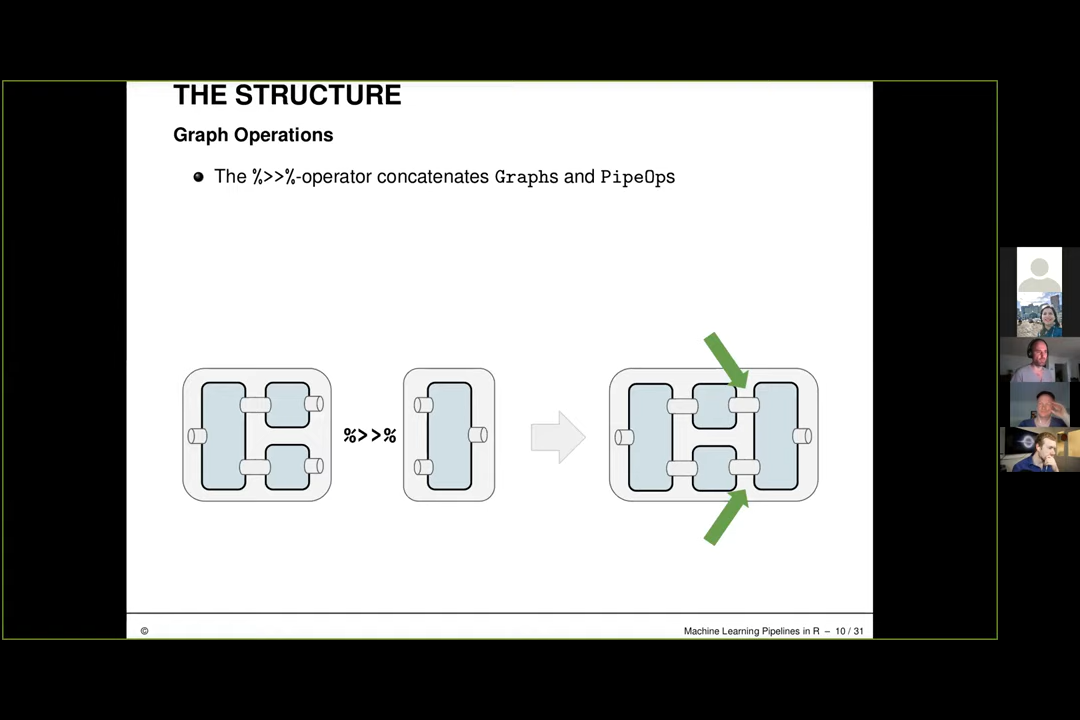 THE STRUCTURE
Graph Operations
The %>>%-operator concatenates Graphs and PipeOps
%>>%
©
Machine Learning Pipelines in R – 10 / 31